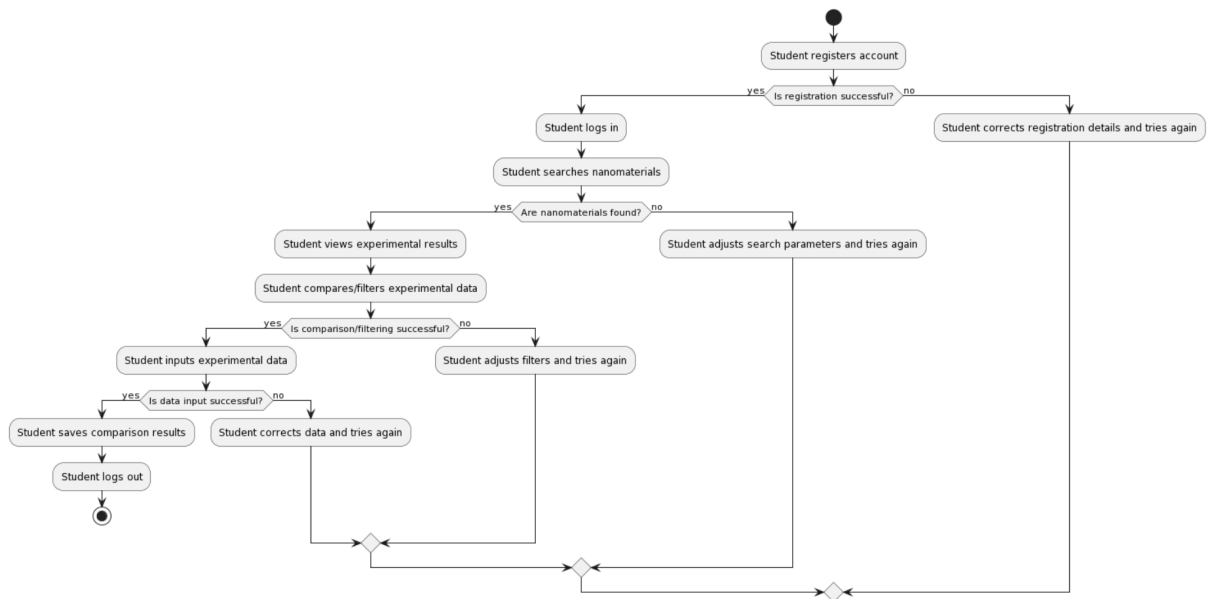 Student registers account
yes
Is registration successful?
no
Student logs in
Student corrects registration details and tries again
Student searches nanomaterials
yes
Are nanomaterials found?
no
Student views experimental results
Student adjusts search parameters and tries again
Student compares/filters experimental data
yes
Is comparison/filtering successful?
no
Student inputs experimental data
Student adjusts filters and tries again
yes
Is data input successful?
no
Student saves comparison results
Student corrects data and tries again
Student logs out